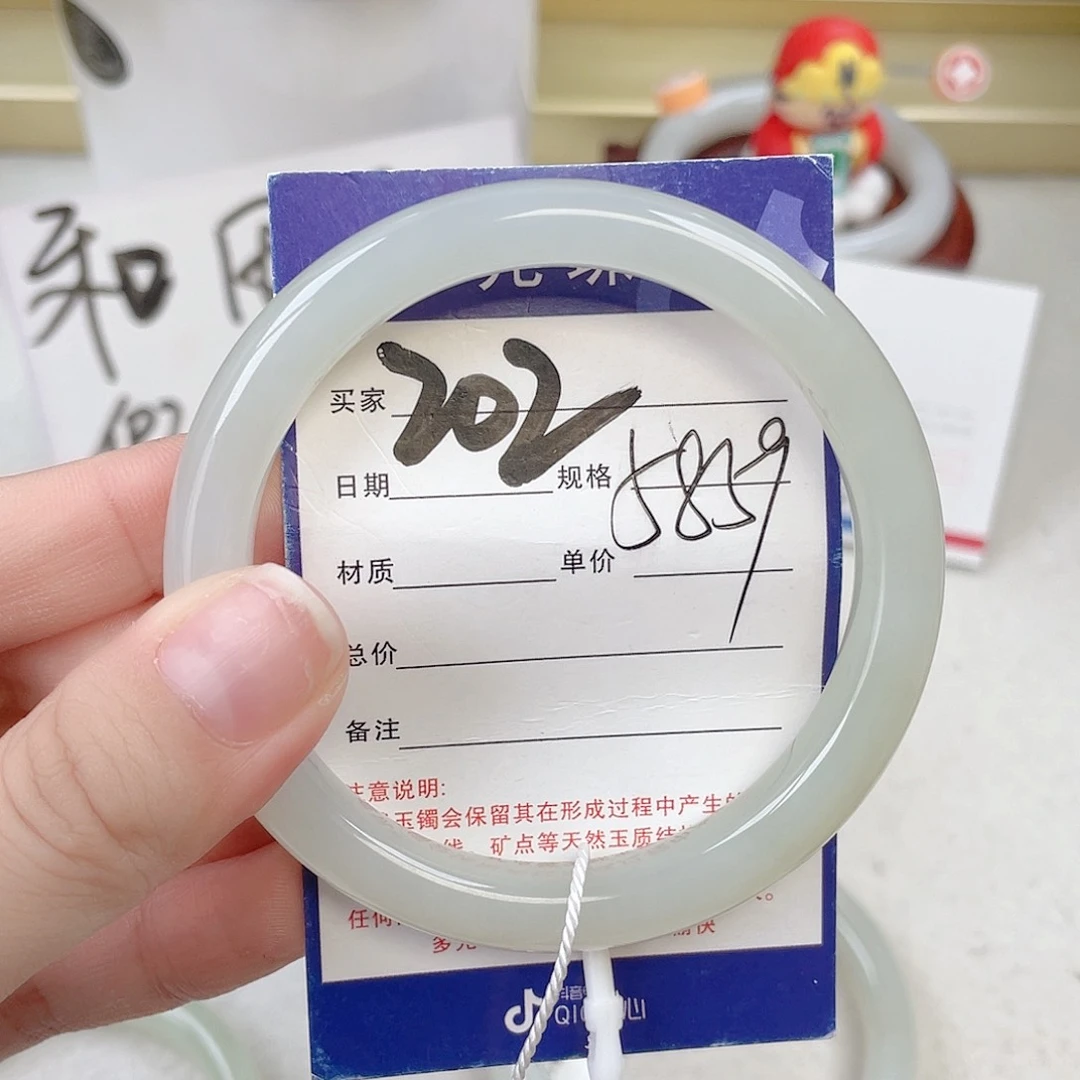 和
买家 202
日期 规格 5859
材质 单价
总价
备注
注意说明:
玉镯会保留其在形成过程中产生的
线、矿点等天然玉质结
任何